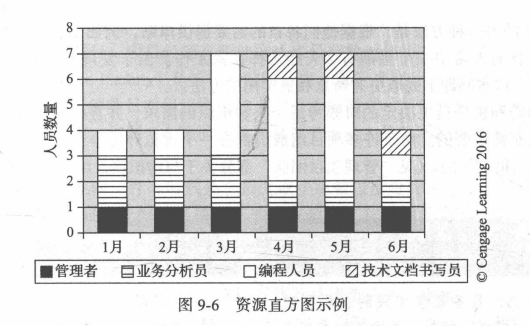 8
7
6
5
4
3
2
1
0
人员数量
1月 2月 3月 4月 5月 6月
管理者 业务分析员 编程人员 技术文档书写员
© Cengage Learning 2016
图 9-6 资源直方图示例